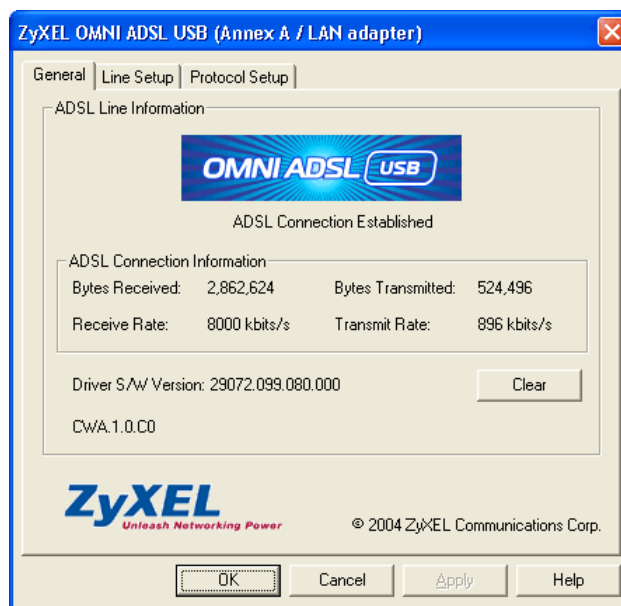 ZyXEL OMNI ADSL USB (Annex A / LAN adapter)
General Line Setup Protocol Setup
ADSL Line Information
OMNI ADSL USB
ADSL Connection Established
ADSL Connection Information
Bytes Received: 2,862,624 Bytes Transmitted: 524,496
Receive Rate: 8000 kbits/s Transmit Rate: 896 kbits/s
Driver S/W Version: 29072.099.080.000 Clear
CWA.1.0.C0
ZyXEL
Unleash Networking Power
© 2004 ZyXEL Communications Corp.
OK Cancel Apply Help